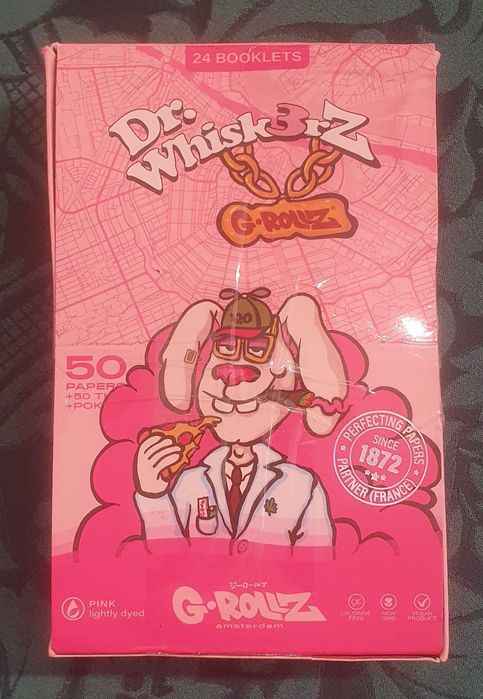 24 BOOKLETS
Dr.
Whisk3rZ
G-ROLLZ
420
50
PAPERS
+50 TI
+POK
PERFECTING PAPERS
SINCE
1872
PARTNER (FRANCE)
PINK
lightly dyed
ジーロールズ
G-ROLLZ
amsterdam
CHLORINE
FREE
NON
GMO
VEGAN
PRODUCT